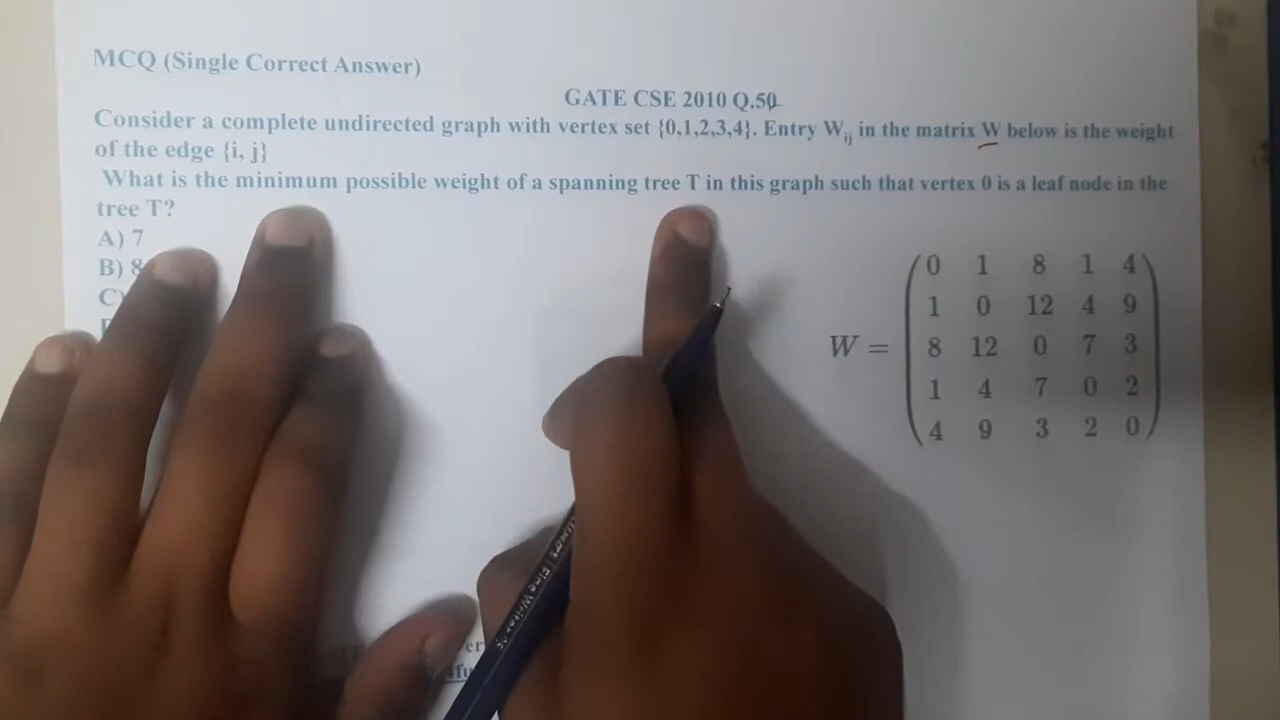 MCQ (Single Correct Answer)
GATE CSE 2010 Q.50
Consider a complete undirected graph with vertex set {0,1,2,3,4}. Entry Wij in the matrix W below is the weight
of the edge {i, j}
What is the minimum possible weight of a spanning tree T in this graph such that vertex 0 is a leaf node in the
tree T?
A) 7
B) 8
C)
W =
0 1 8 1 4
1 0 12 4 9
8 12 0 7 3
1 4 7 0 2
4 9 3 2 0